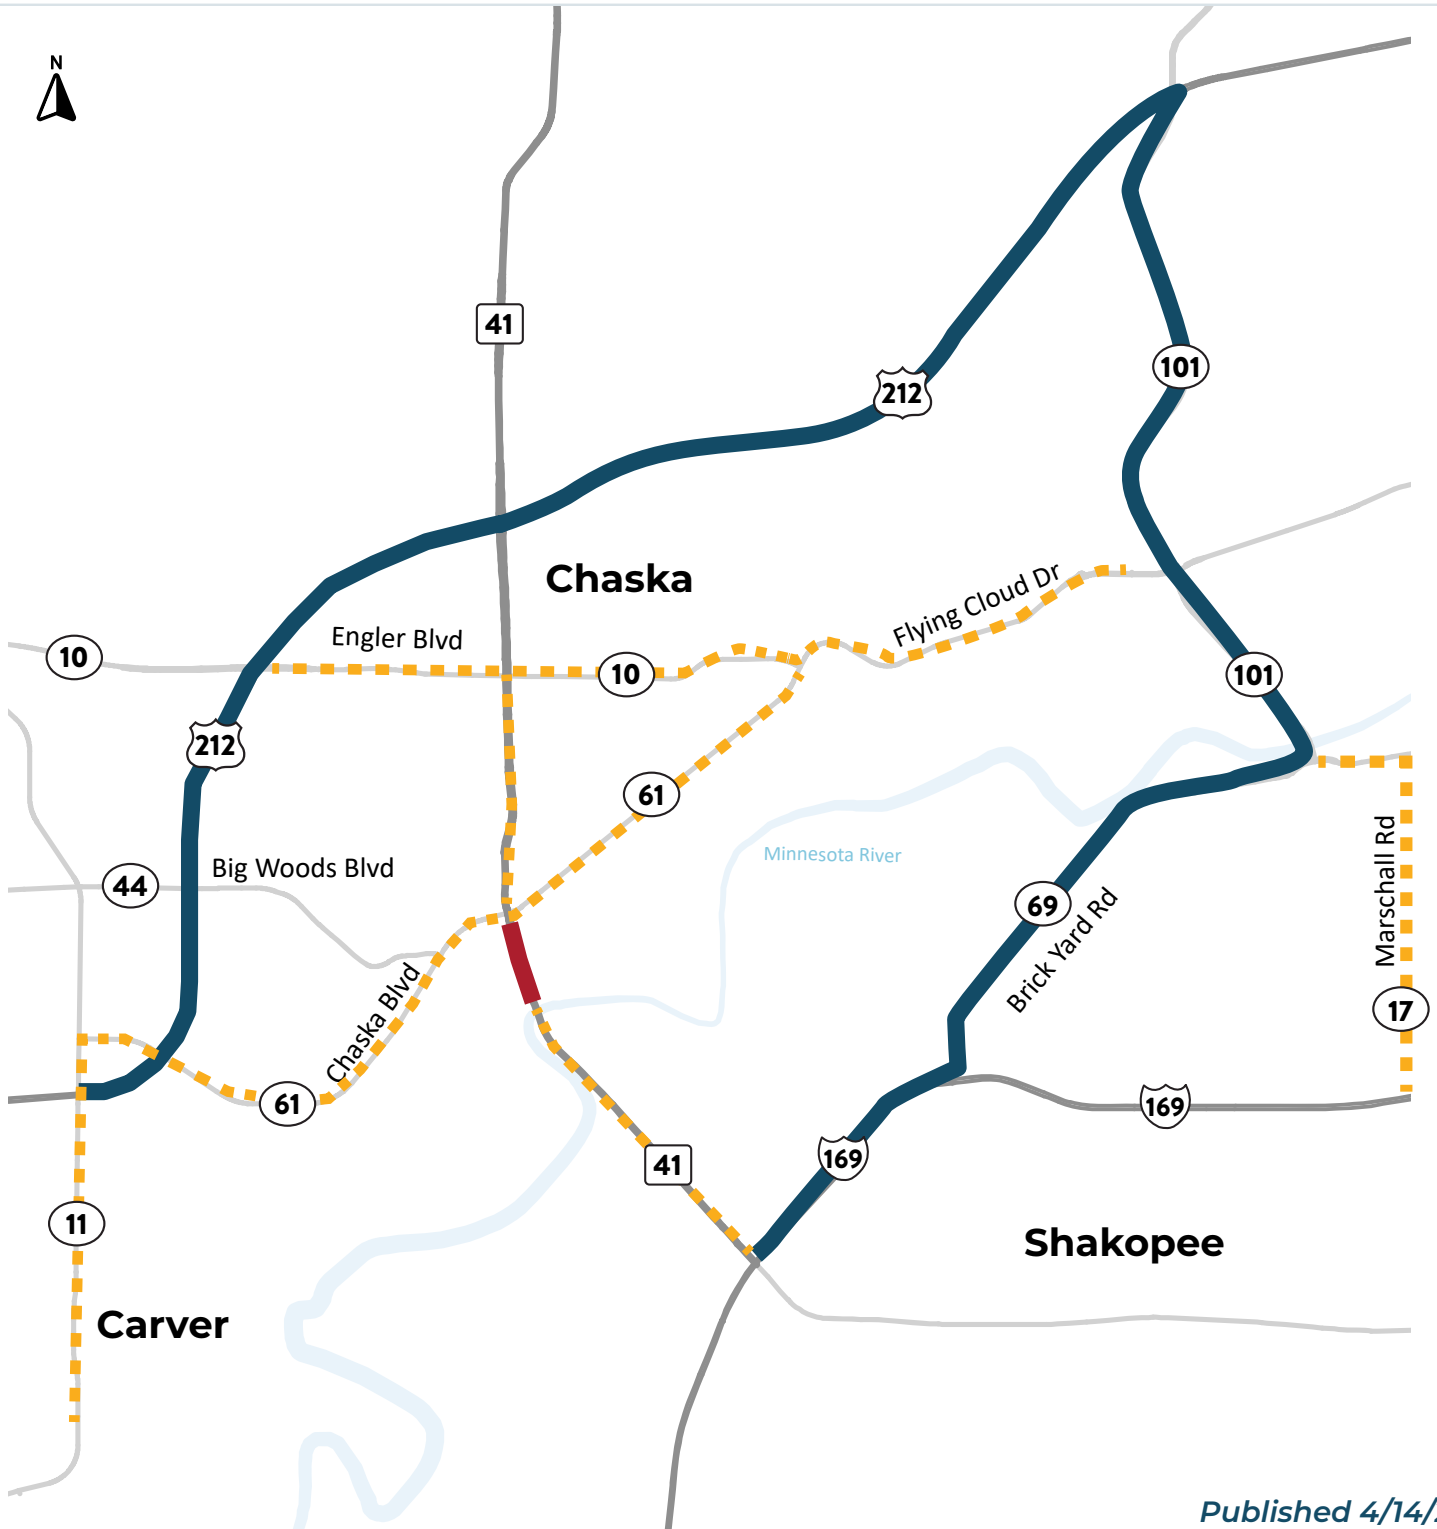 N
41
101
212
Chaska
Flying Cloud Dr
Engler Blvd
10
10
101
212
61
Minnesota River
Big Woods Blvd
44
69
Brick Yard Rd
Marschall Rd
17
Chaska Blvd
61
169
169
41
11
Shakopee
Carver
Published 4/14/